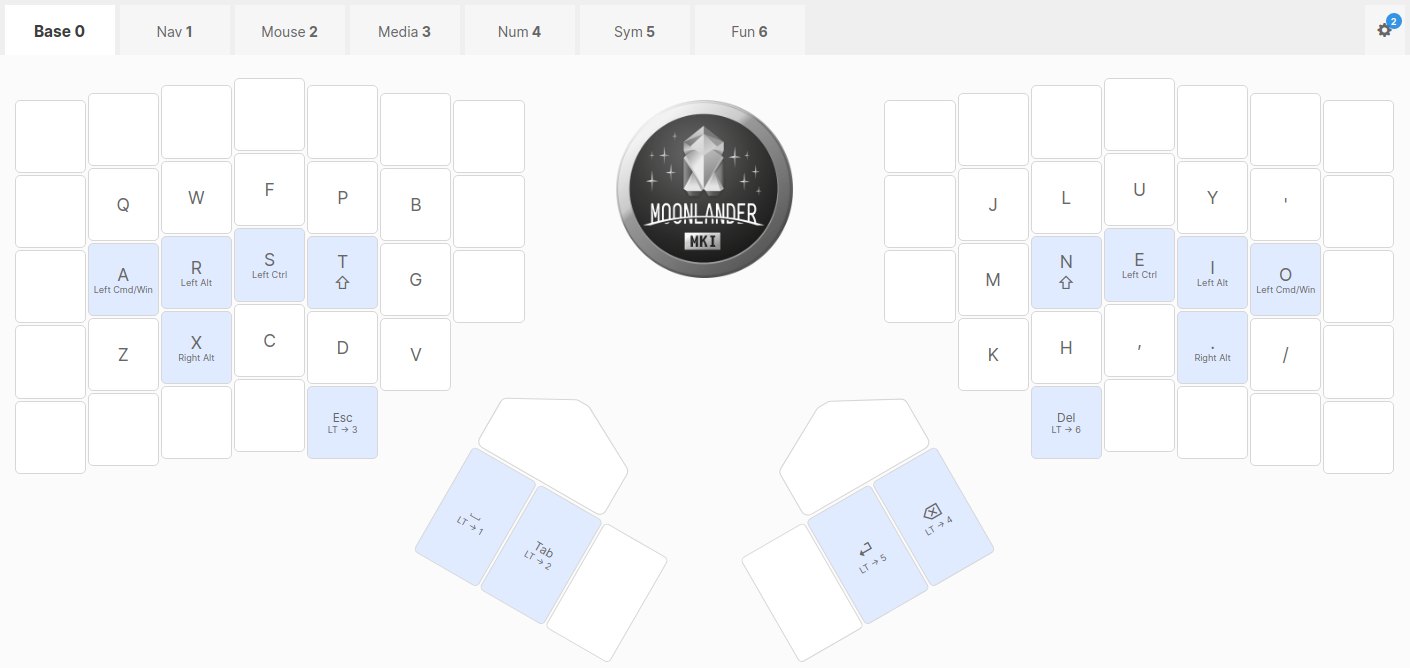 Base 0 Nav 1 Mouse 2 Media 3 Num 4 Sym 5 Fun 6 2
Q W F P B J L U Y '
A R S T G M N E I O
Left Cmd/Win Left Alt Left Ctrl ⇧ ⇧ Left Ctrl Left Alt Left Cmd/Win
Z X C D V K H , . /
Right Alt Right Alt
Esc Del
LT → 3 LT → 6
MOONLANDER
MKI
LT → 1
Tab
LT → 2
LT → 5
LT → 4